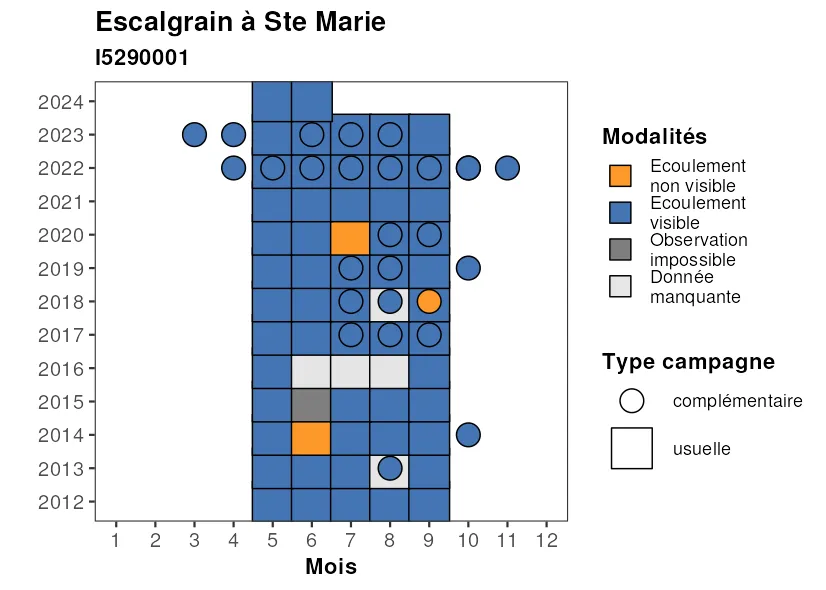 Escalgrain à Ste Marie
I5290001
2024
2023
2022
2021
2020
2019
2018
2017
2016
2015
2014
2013
2012
1 2 3 4 5 6 7 8 9 10 11 12
Mois
Modalités
Ecoulement
non visible
Ecoulement
visible
Observation
impossible
Donnée
manquante
Type campagne
complémentaire
usuelle